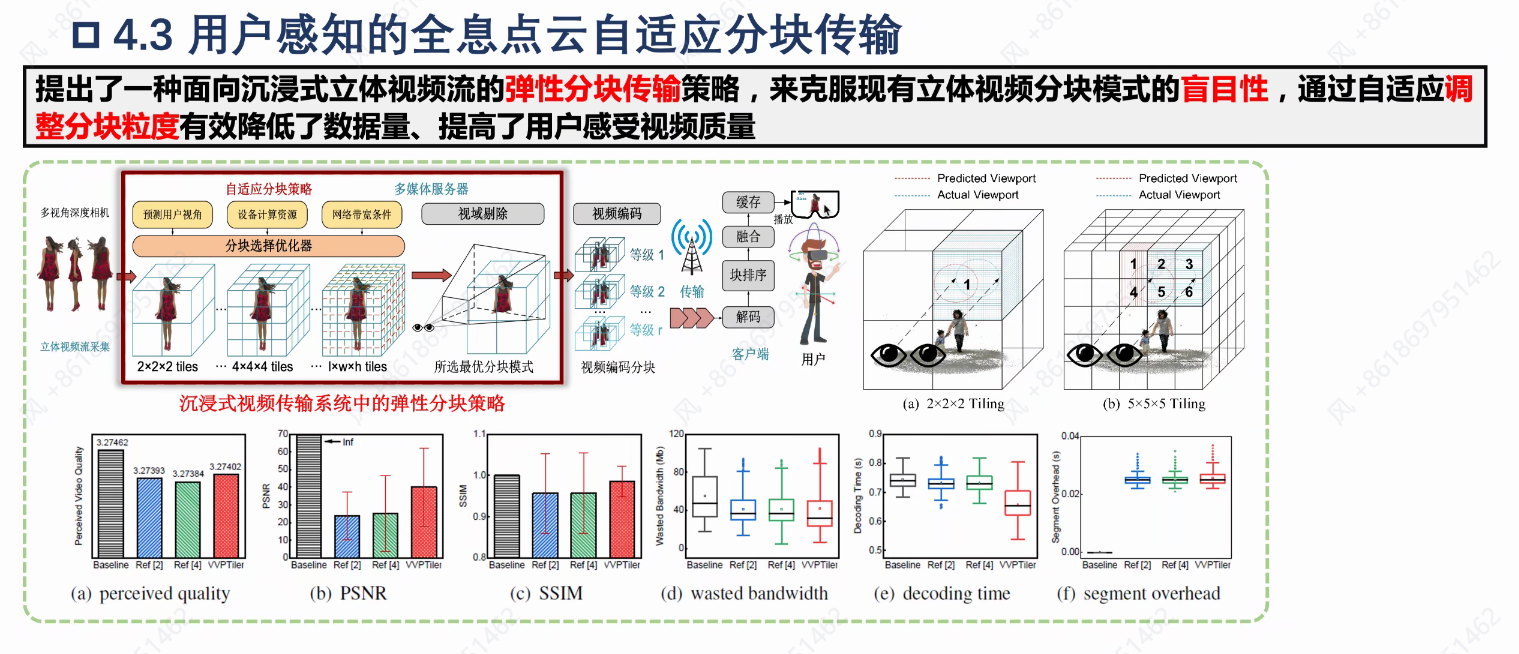 4.3 用户感知的全息点云自适应分块传输
提出了一种面向沉浸式立体视频流的弹性分块传输策略，来克服现有立体视频分块模式的盲目性，通过自适应调
整分块粒度有效降低了数据量、提高了用户感受视频质量
多视角深度相机
立体视频流采集
自适应分块策略
多媒体服务器
预测用户视角
设备计算资源
网络带宽条件
视域剔除
分块选择优化器
2×2×2 tiles
··· 4×4×4 tiles
··· l×w×h tiles
所选最优分块模式
沉浸式视频传输系统中的弹性分块策略
视频编码
等级 1
等级 2
··· ···
等级 r
视频编码分块
传输
缓存
播放
融合
块排序
解码
客户端
用户
Predicted Viewport
Actual Viewport
1
(a) 2×2×2 Tiling
Predicted Viewport
Actual Viewport
1 2 3
4 5 6
(b) 5×5×5 Tiling
Perceived Video Quality
3.27462
3.27393
3.27384
3.27402
Baseline Ref [2] Ref [4] VVPTiler
(a) perceived quality
PSNR
70
60
50
40
30
20
10
0
Inf
Baseline Ref [2] Ref [4] VVPTiler
(b) PSNR
SSIM
1.1
1.0
0.9
0.8
Baseline Ref [2] Ref [4] VVPTiler
(c) SSIM
Wasted Bandwidth (Mb)
120
80
40
0
Baseline Ref [2] Ref [4] VVPTiler
(d) wasted bandwidth
Decoding Time (s)
0.9
0.8
0.7
0.6
0.5
Baseline Ref [2] Ref [4] VVPTiler
(e) decoding time
Segment Overhead (s)
0.04
0.02
0.00
Baseline Ref [2] Ref [4] VVPTiler
(f) segment overhead
风 +8618697951462